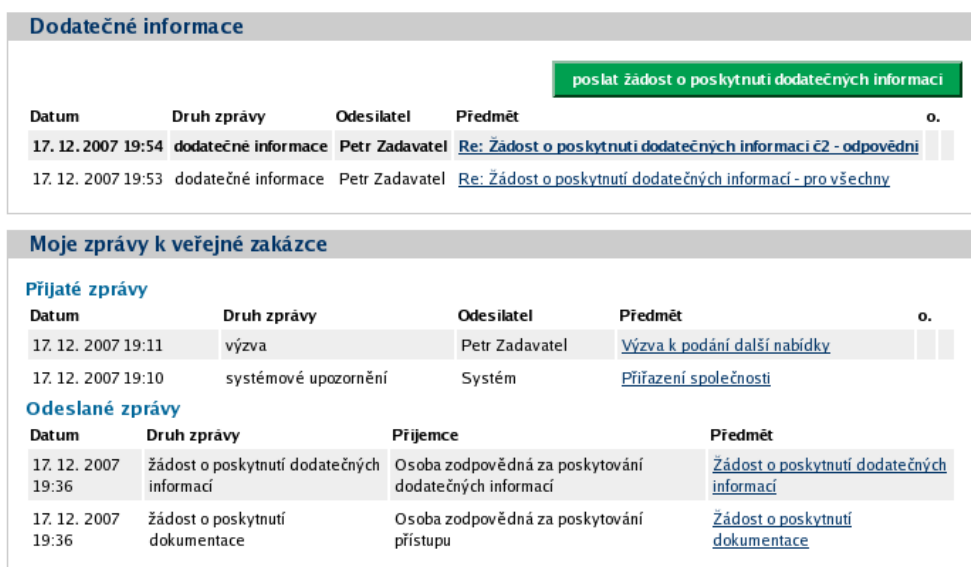 Dodatečné informace
poslat žádost o poskytnutí dodatečných informací
Datum Druh zprávy Odesilatel Předmět o.
17. 12. 2007 19:54 dodatečné informace Petr Zadavatel Re: Žádost o poskytnutí dodatečných informací č2 - odpovědni
17. 12. 2007 19:53 dodatečné informace Petr Zadavatel Re: Žádost o poskytnutí dodatečných informací - pro všechny
Moje zprávy k veřejné zakázce
Přijaté zprávy
Datum Druh zprávy Odesilatel Předmět o.
17. 12. 2007 19:11 výzva Petr Zadavatel Výzva k podání další nabídky
17. 12. 2007 19:10 systémové upozornění Systém Přiřazení společnosti
Odeslané zprávy
Datum Druh zprávy Příjemce Předmět
17. 12. 2007 žádost o poskytnutí dodatečných Osoba zodpovědná za poskytování Žádost o poskytnutí dodatečných
19:36 informací dodatečných informací informací
17. 12. 2007 žádost o poskytnutí Osoba zodpovědná za poskytování Žádost o poskytnutí
19:36 dokumentace přístupu dokumentace